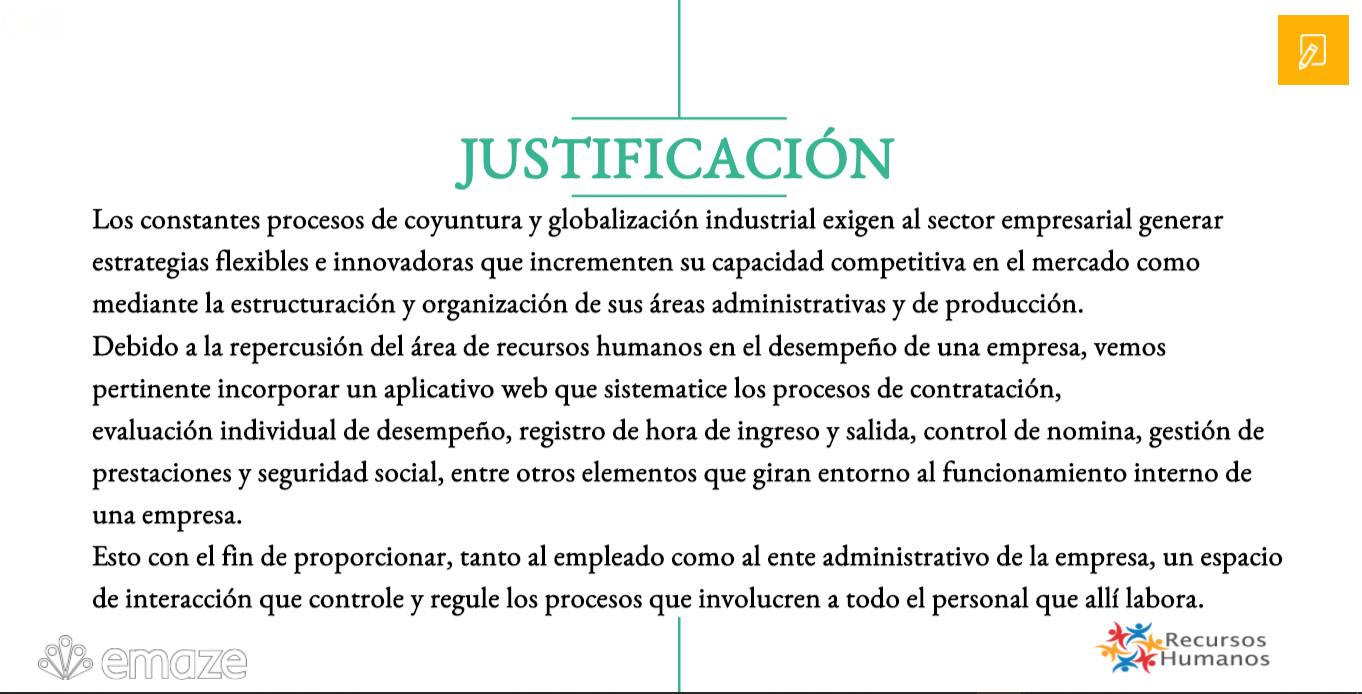 JUSTIFICACIÓN
Los constantes procesos de coyuntura y globalización industrial exigen al sector empresarial generar
estrategias flexibles e innovadoras que incrementen su capacidad competitiva en el mercado como
mediante la estructuración y organización de sus áreas administrativas y de producción.
Debido a la repercusión del área de recursos humanos en el desempeño de una empresa, vemos
pertinente incorporar un aplicativo web que sistematice los procesos de contratación,
evaluación individual de desempeño, registro de hora de ingreso y salida, control de nomina, gestión de
prestaciones y seguridad social, entre otros elementos que giran entorno al funcionamiento interno de
una empresa.
Esto con el fin de proporcionar, tanto al empleado como al ente administrativo de la empresa, un espacio
de interacción que controle y regule los procesos que involucren a todo el personal que allí labora.
emaze
Recursos
Humanos